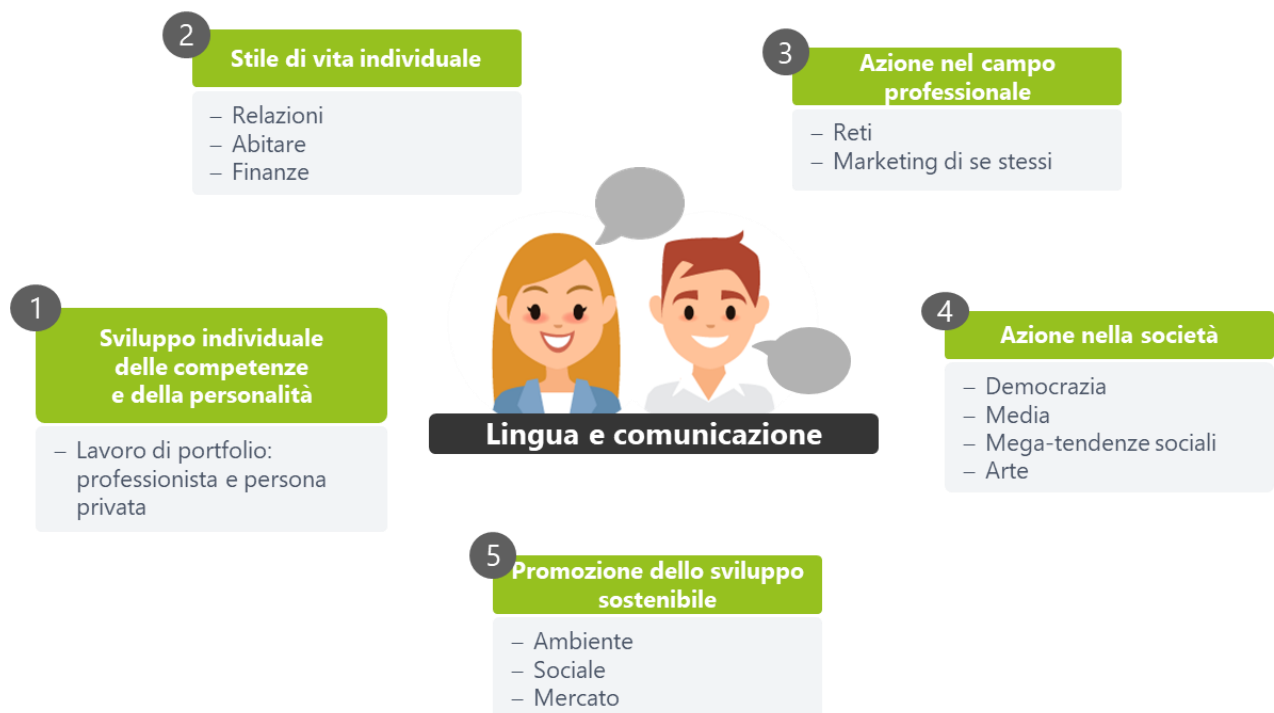 1
Sviluppo individuale
delle competenze
e della personalità
– Lavoro di portfolio:
professionista e persona
privata
2
Stile di vita individuale
– Relazioni
– Abitare
– Finanze
3
Azione nel campo
professionale
– Reti
– Marketing di se stessi
4
Azione nella società
– Democrazia
– Media
– Mega-tendenze sociali
– Arte
Lingua e comunicazione
5
Promozione dello sviluppo
sostenibile
– Ambiente
– Sociale
– Mercato